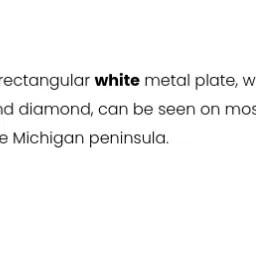 rectangular white metal plate, w
nd diamond, can be seen on mos
e Michigan peninsula.